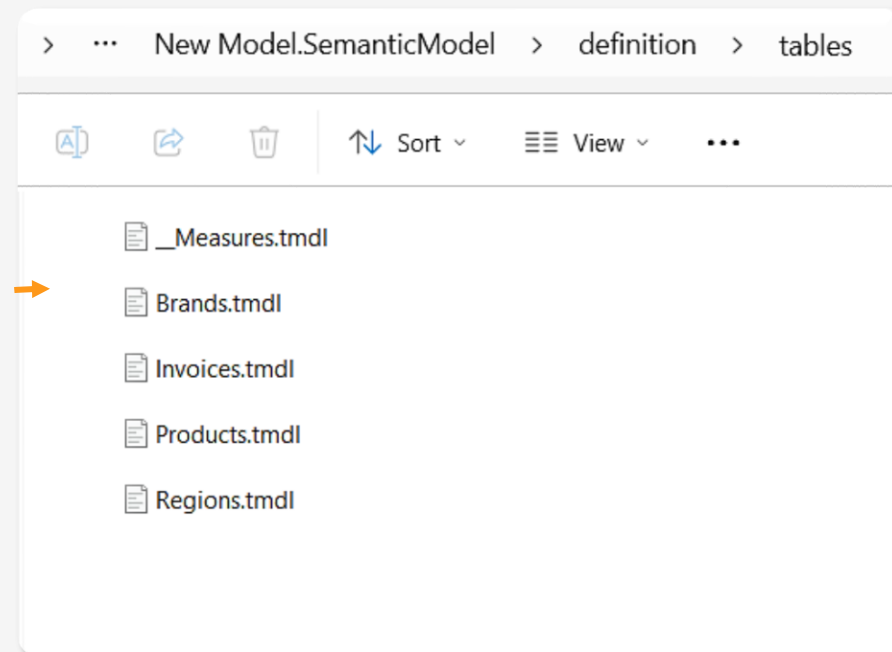 > ... New Model.SemanticModel > definition > tables
A Sort View ...
__Measures.tmdl
Brands.tmdl
Invoices.tmdl
Products.tmdl
Regions.tmdl